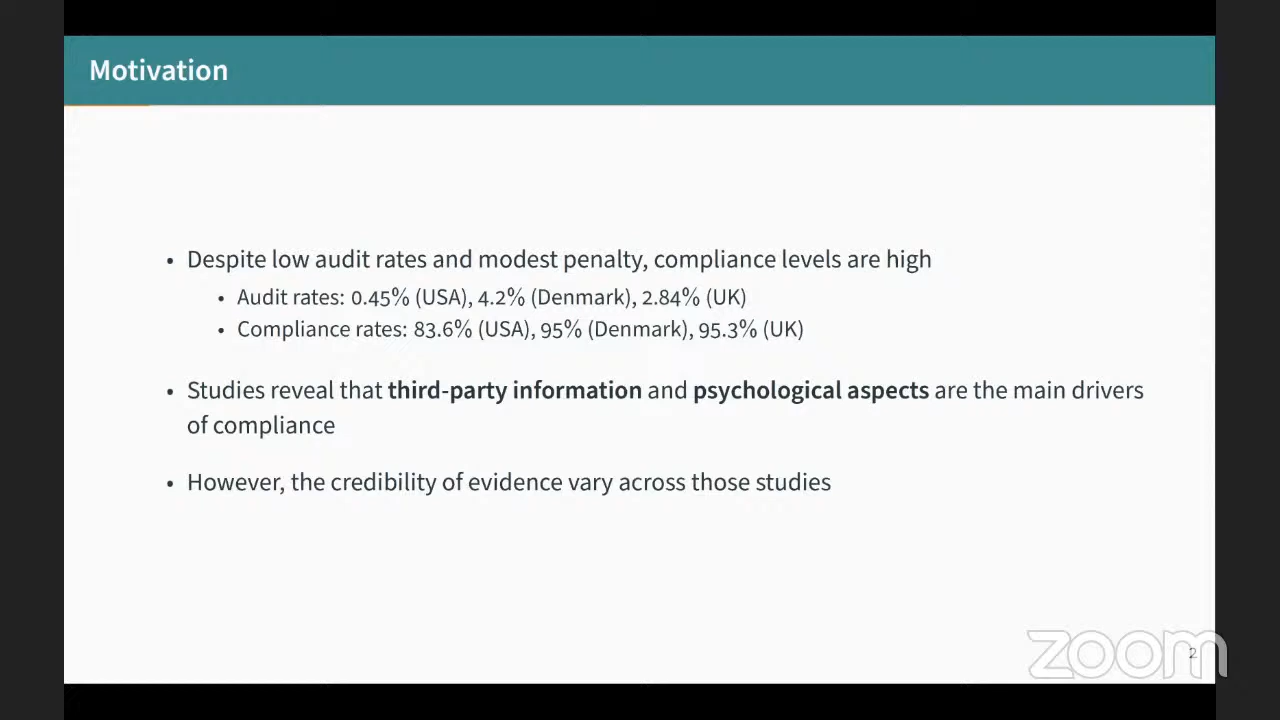 Motivation
• Despite low audit rates and modest penalty, compliance levels are high
• Audit rates: 0.45% (USA), 4.2% (Denmark), 2.84% (UK)
• Compliance rates: 83.6% (USA), 95% (Denmark), 95.3% (UK)
• Studies reveal that third-party information and psychological aspects are the main drivers
of compliance
• However, the credibility of evidence vary across those studies
zoom
2